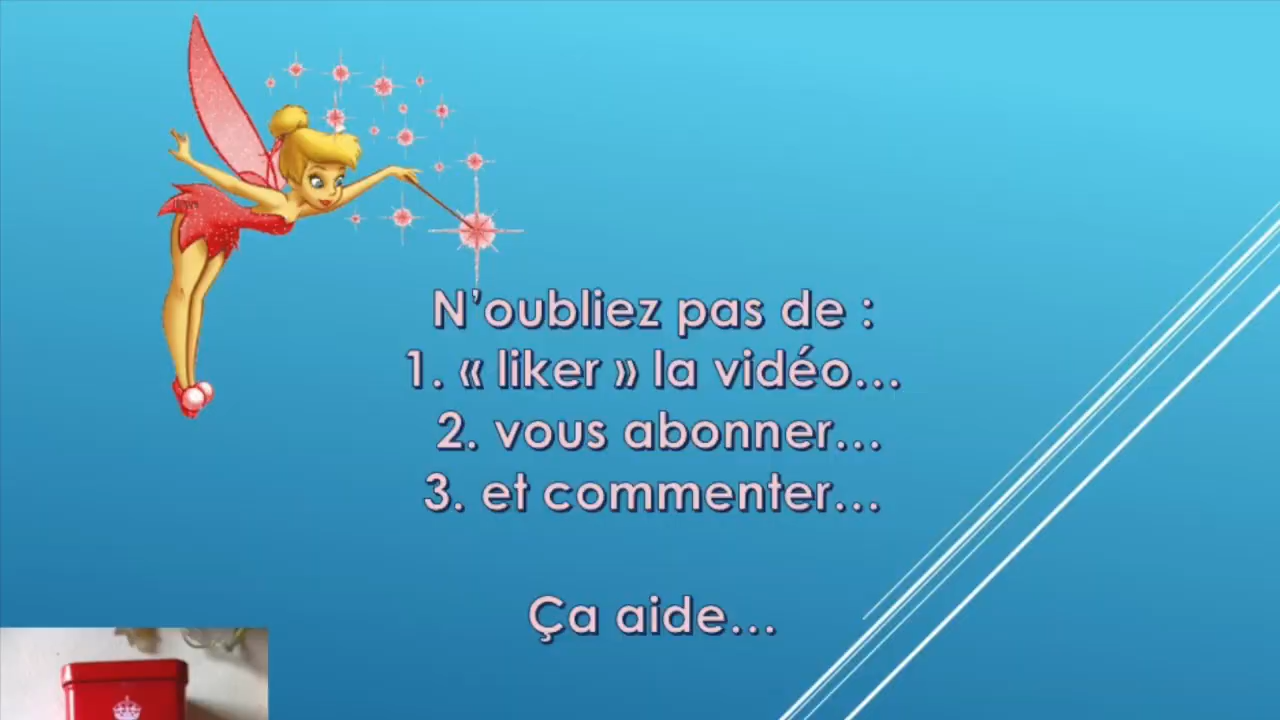 N'oubliez pas de :
1. « liker » la vidéo...
2. vous abonner...
3. et commenter...
Ça aide...